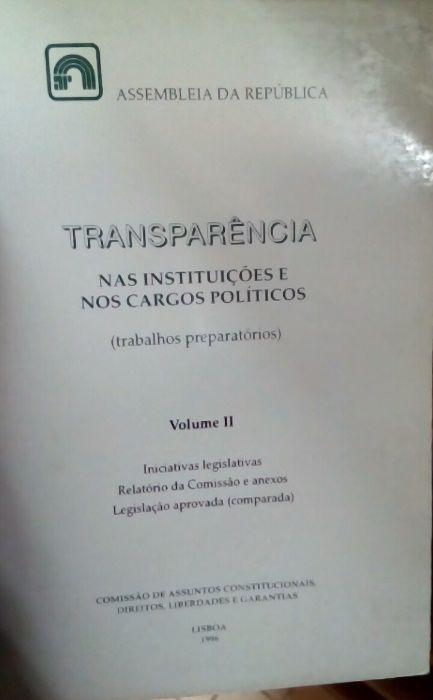 ASSEMBLEIA DA REPÚBLICA
TRANSPARÊNCIA
NAS INSTITUIÇÕES E
NOS CARGOS POLÍTICOS
(trabalhos preparatórios)
Volume II
Iniciativas legislativas
Relatório da Comissão e anexos
Legislação aprovada (comparada)
COMISSÃO DE ASSUNTOS CONSTITUCIONAIS,
DIREITOS, LIBERDADES E GARANTIAS
LISBOA
1996